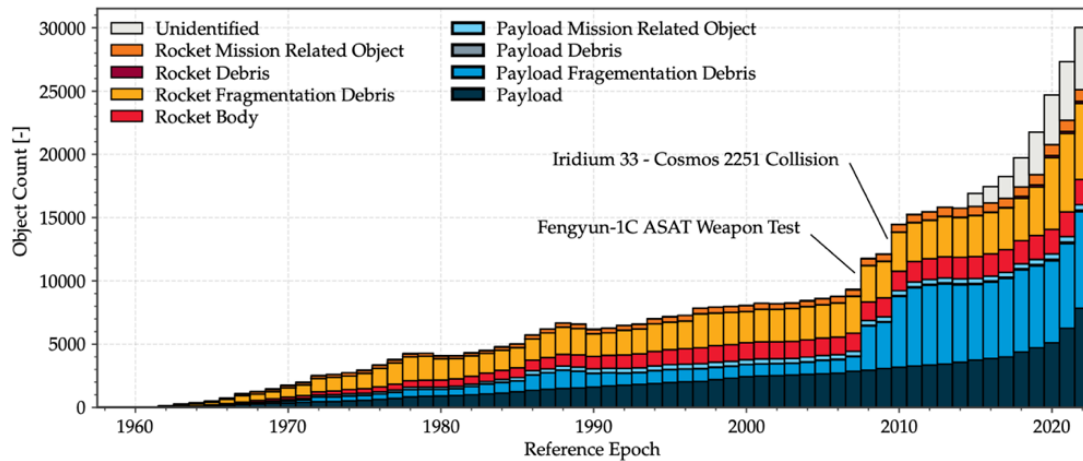 30000
25000
20000
15000
10000
5000
0
Object Count [-]
Unidentified
Rocket Mission Related Object
Rocket Debris
Rocket Fragmentation Debris
Rocket Body
Payload Mission Related Object
Payload Debris
Payload Fragementation Debris
Payload
Iridium 33 - Cosmos 2251 Collision
Fengyun-1C ASAT Weapon Test
1960
1970
1980
1990
2000
2010
2020
Reference Epoch